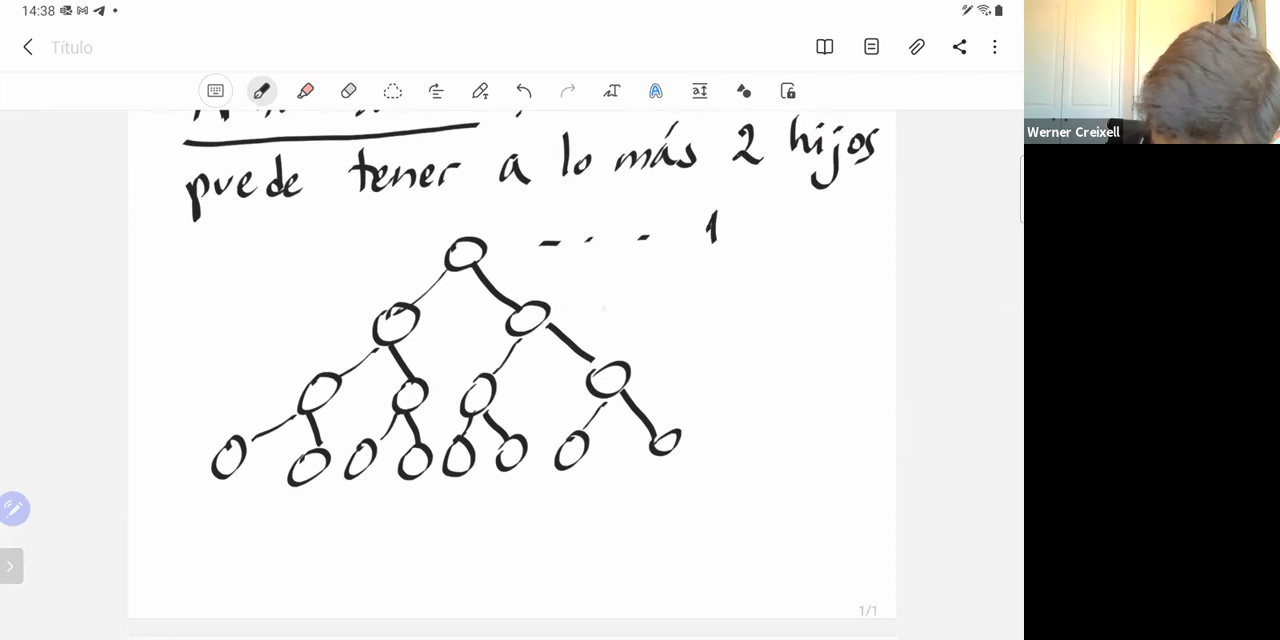 14:38
Título
puede tener a lo más 2 hijos
- - - 1
1/1
Werner Creixell